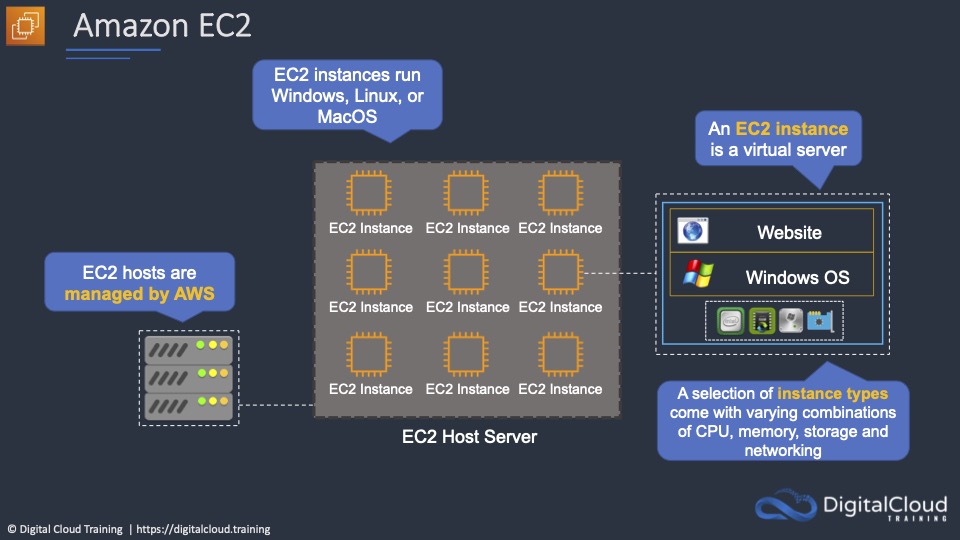 Amazon EC2
EC2 instances run
Windows, Linux, or
MacOS
An EC2 instance
is a virtual server
EC2 Instance EC2 Instance EC2 Instance
Website
EC2 hosts are
managed by AWS
Windows OS
EC2 Instance EC2 Instance EC2 Instance
EC2 Instance EC2 Instance EC2 Instance
A selection of instance types
come with varying combinations
of CPU, memory, storage and
networking
EC2 Host Server
DigitalCloud
TRAINING
© Digital Cloud Training | https://digitalcloud.training